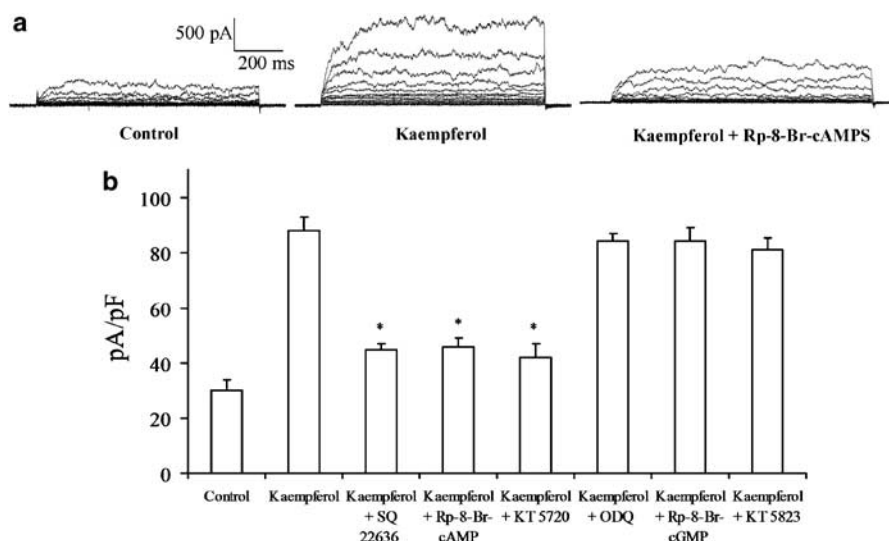 a
500 pA
200 ms
Control
Kaempferol
Kaempferol + Rp-8-Br-cAMPS
b
100
80
60
40
20
0
pA/pF
*
*
*
Control
Kaempferol
Kaempferol
+ SQ
22636
Kaempferol
+ Rp-8-Br-
cAMP
Kaempferol
+ KT 5720
Kaempferol
+ ODQ
Kaempferol
+ Rp-8-Br-
cGMP
Kaempferol
+ KT 5823